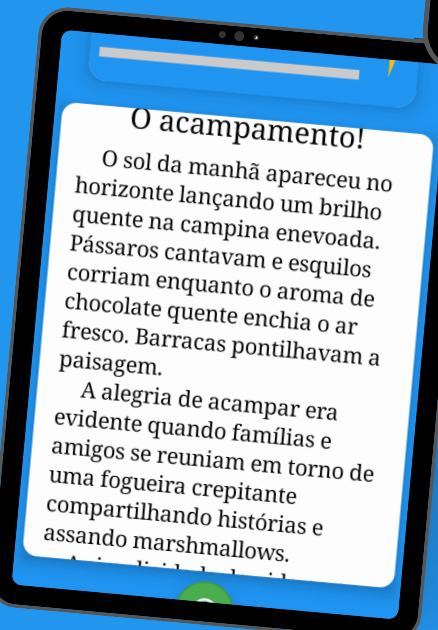 O acampamento!
O sol da manhã apareceu no
horizonte lançando um brilho
quente na campina enevoada.
Pássaros cantavam e esquilos
corriam enquanto o aroma de
chocolate quente enchia o ar
fresco. Barracas pontilhavam a
paisagem.
A alegria de acampar era
evidente quando famílias e
amigos se reuniam em torno de
uma fogueira crepitante
compartilhando histórias e
assando marshmallows.